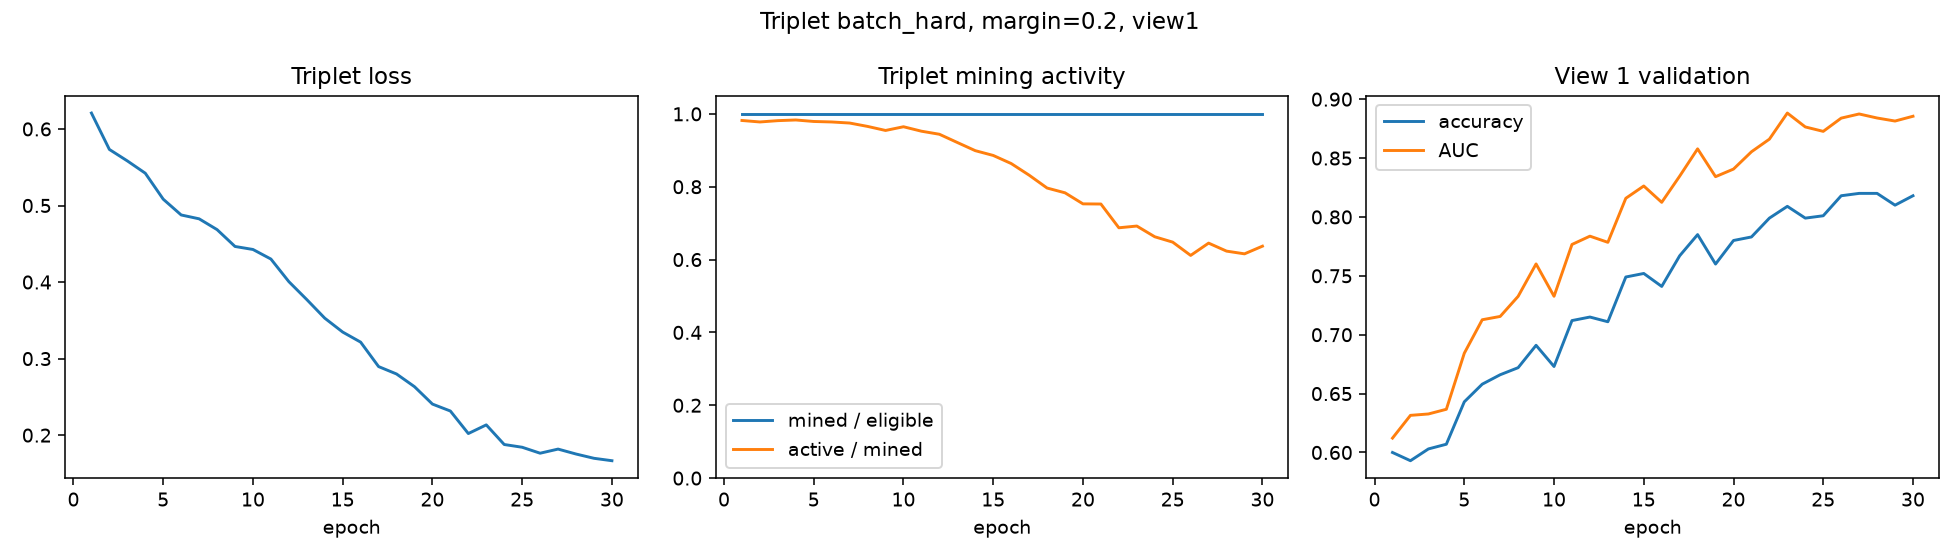 Triplet batch_hard, margin=0.2, view1
Triplet loss
0.6
0.5
0.4
0.3
0.2
0 5 10 15 20 25 30
epoch
Triplet mining activity
1.0
0.8
0.6
0.4
0.2
0.0
mined / eligible
active / mined
0 5 10 15 20 25 30
epoch
View 1 validation
0.90
0.85
0.80
0.75
0.70
0.65
0.60
accuracy
AUC
0 5 10 15 20 25 30
epoch